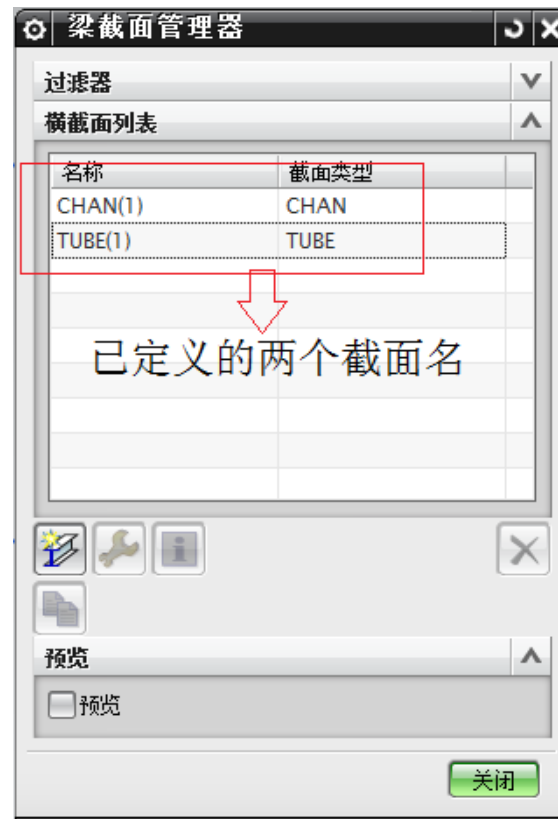 梁截面管理器
过滤器
横截面列表
名称 截面类型
CHAN(1) CHAN
TUBE(1) TUBE
已定义的两个截面名
预览
预览
关闭